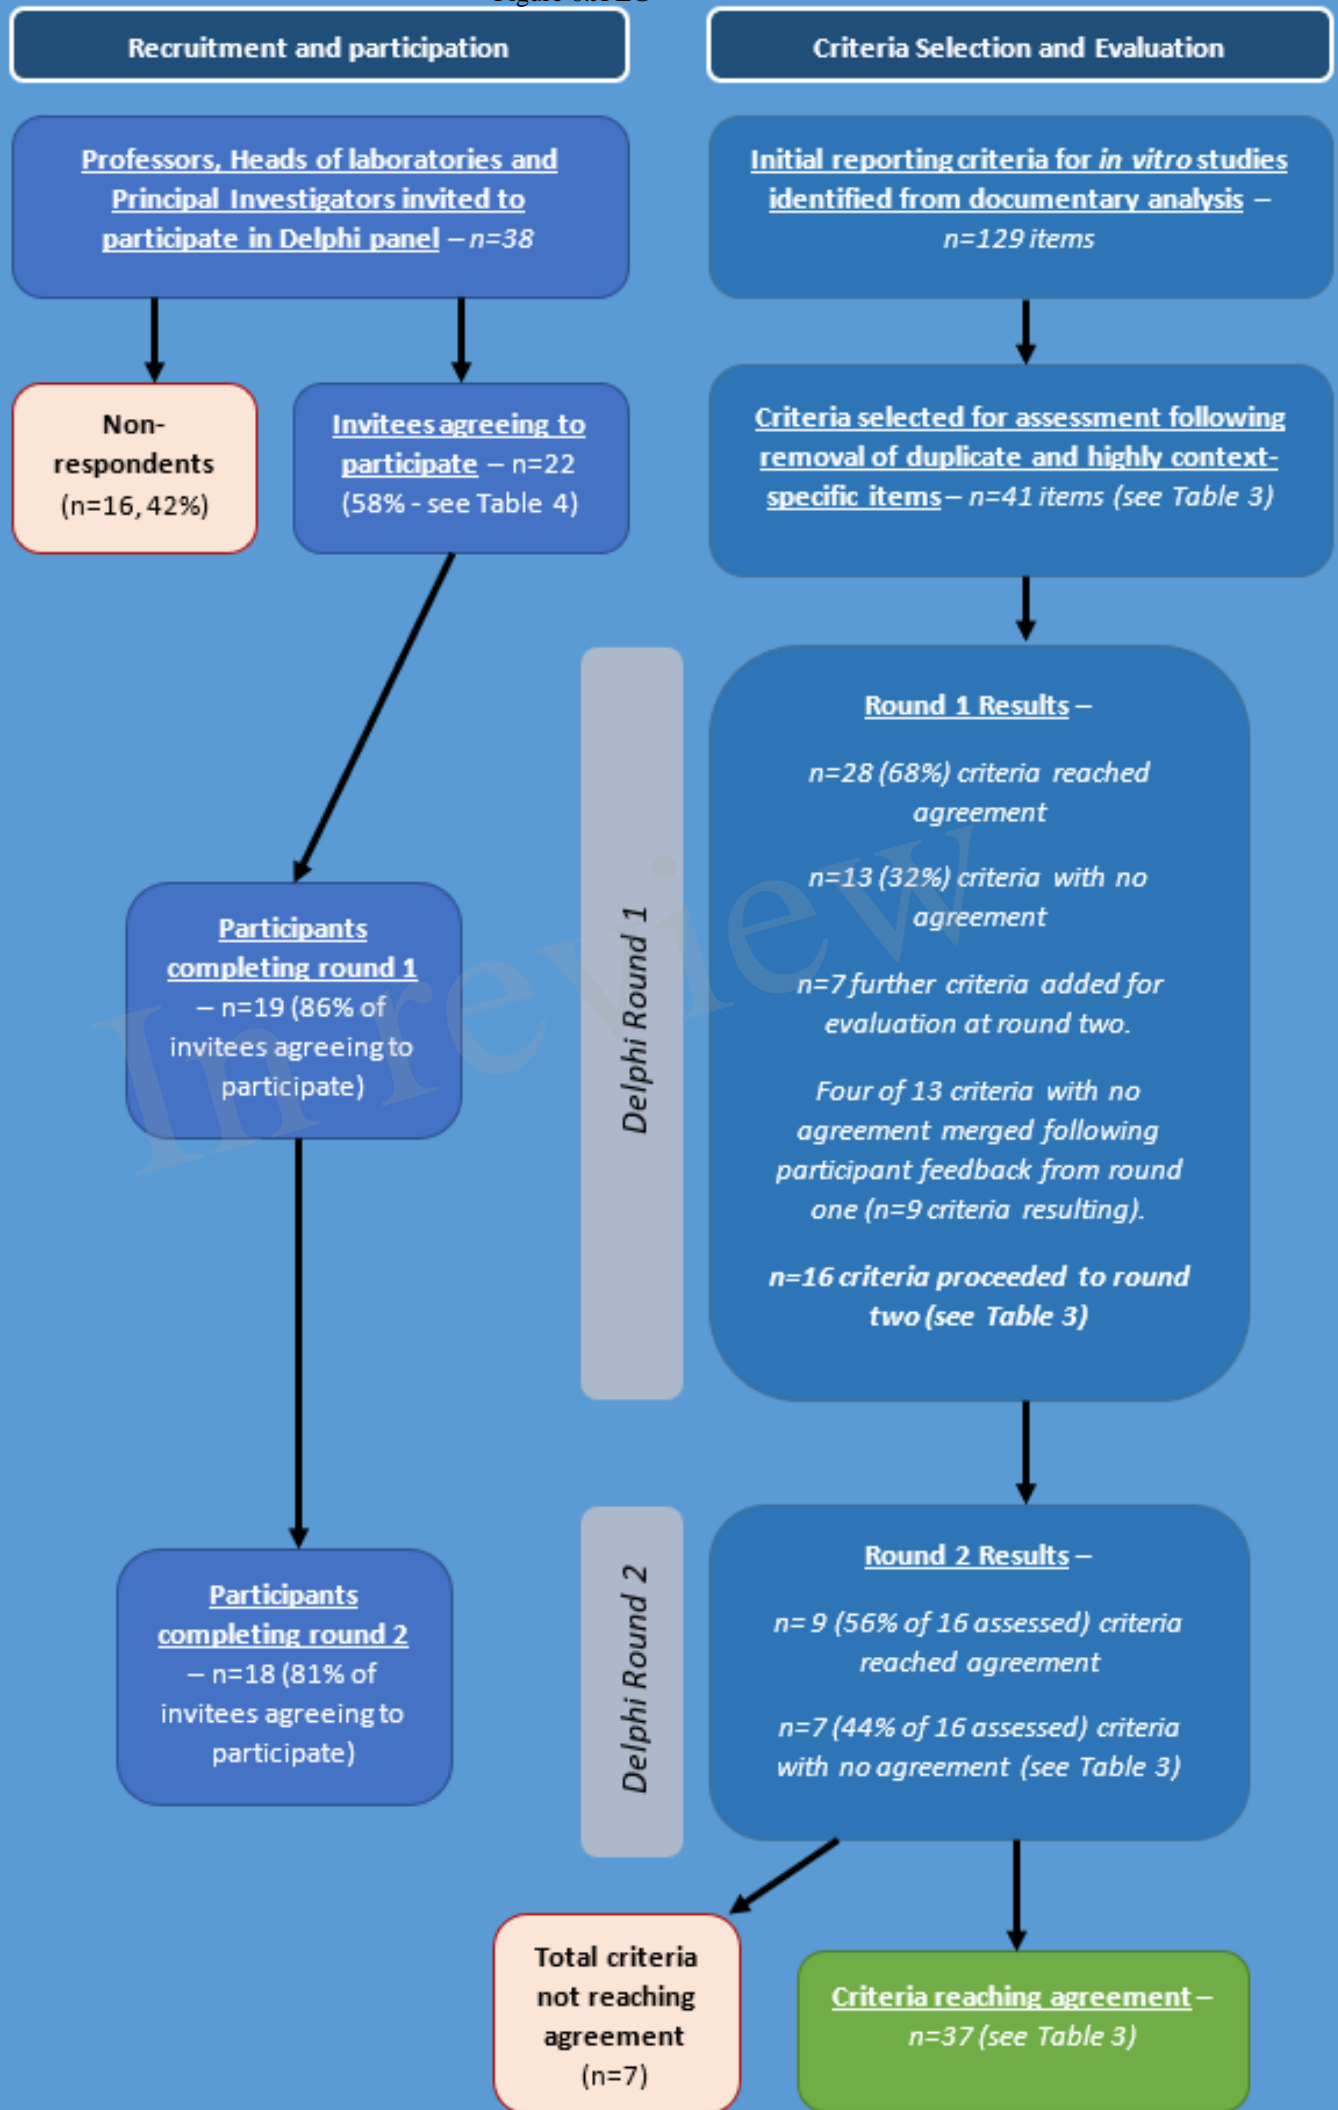 Recruitment and participation
Professors, Heads of laboratories and
Principal Investigators invited to
participate in Delphi panel – n=38
Non-
respondents
(n=16, 42%)
Invitees agreeing to
participate – n=22
(58% - see Table 4)
Participants
completing round 1
– n=19 (86% of
invitees agreeing to
participate)
Participants
completing round 2
– n=18 (81% of
invitees agreeing to
participate)
Criteria Selection and Evaluation
Initial reporting criteria for in vitro studies
identified from documentary analysis –
n=129 items
Criteria selected for assessment following
removal of duplicate and highly context-
specific items – n=41 items (see Table 3)
Delphi Round 1
Round 1 Results –
n=28 (68%) criteria reached
agreement
n=13 (32%) criteria with no
agreement
n=7 further criteria added for
evaluation at round two.
Four of 13 criteria with no
agreement merged following
participant feedback from round
one (n=9 criteria resulting).
n=16 criteria proceeded to round
two (see Table 3)
Delphi Round 2
Round 2 Results –
n= 9 (56% of 16 assessed) criteria
reached agreement
n=7 (44% of 16 assessed) criteria
with no agreement (see Table 3)
Total criteria
not reaching
agreement
(n=7)
Criteria reaching agreement –
n=37 (see Table 3)
In review